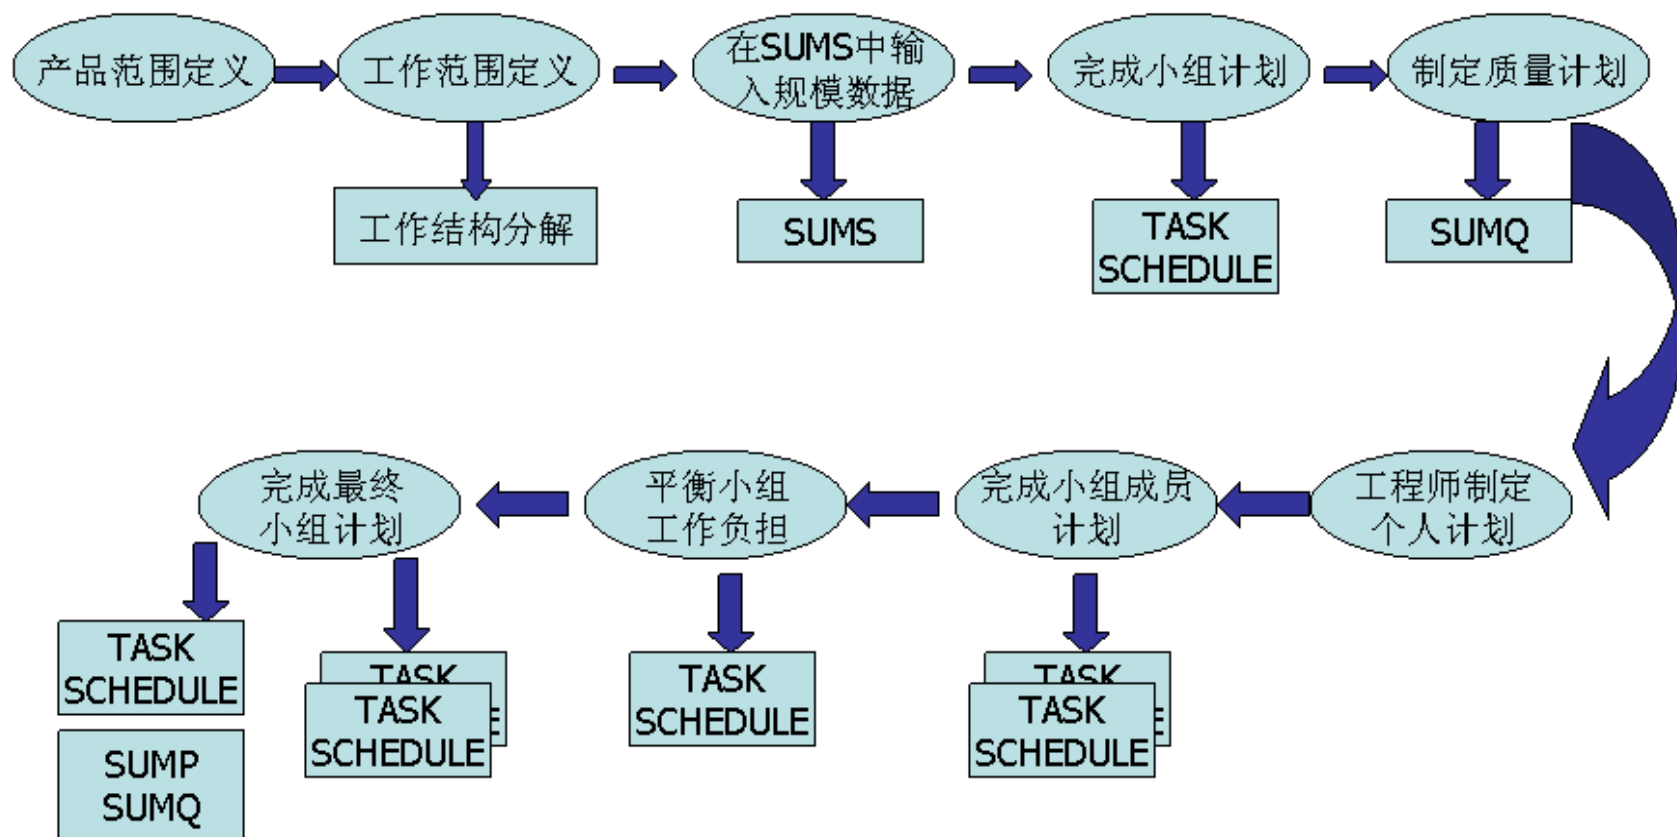 产品范围定义
工作范围定义
在SUMS中输
入规模数据
完成小组计划
制定质量计划
工作结构分解
SUMS
TASK
SCHEDULE
SUMQ
完成最终
小组计划
平衡小组
工作负担
完成小组成员
计划
工程师制定
个人计划
TASK
SCHEDULE
SUMP
SUMQ
TASK
TASK
SCHEDULE
TASK
SCHEDULE
TASK
TASK
SCHEDULE